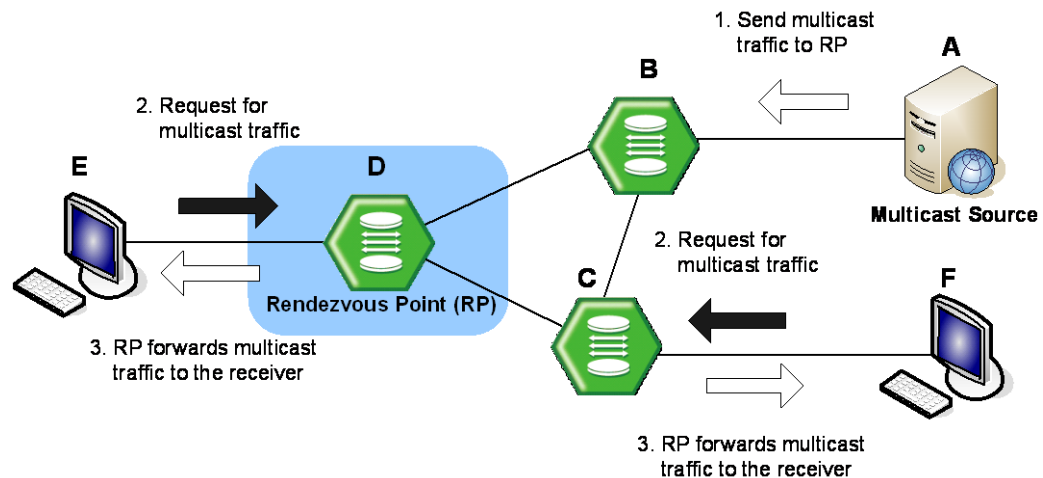 1. Send multicast
traffic to RP
A
B
2. Request for
multicast traffic
D
E
Multicast Source
2. Request for
multicast traffic
C
F
Rendezvous Point (RP)
3. RP forwards multicast
traffic to the receiver
3. RP forwards multicast
traffic to the receiver